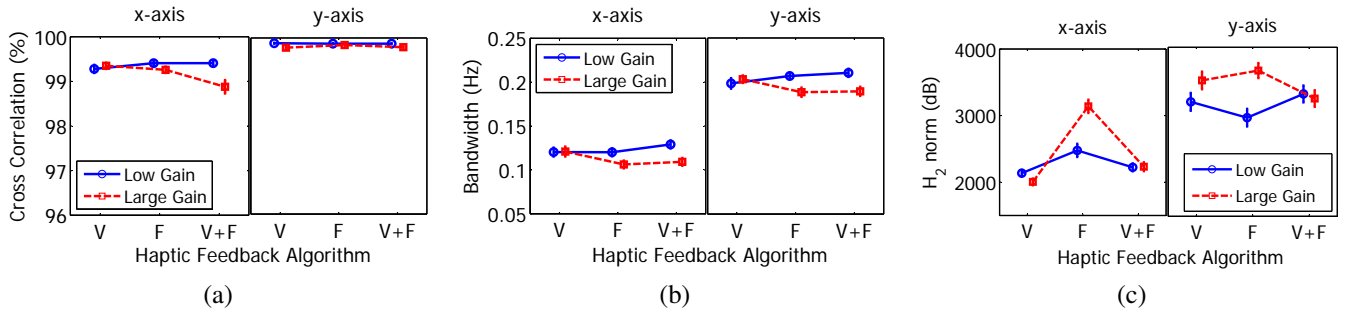 x-axis
y-axis
Cross Correlation (%)
100
99
98
97
96
Low Gain
Large Gain
V
F
V+F
V
F
V+F
Haptic Feedback Algorithm
(a)
x-axis
y-axis
Bandwidth (Hz)
0.25
0.2
0.15
0.1
0.05
Low Gain
Large Gain
V
F
V+F
V
F
V+F
Haptic Feedback Algorithm
(b)
x-axis
y-axis
H2 norm (dB)
4000
3000
2000
Low Gain
Large Gain
V
F
V+F
V
F
V+F
Haptic Feedback Algorithm
(c)